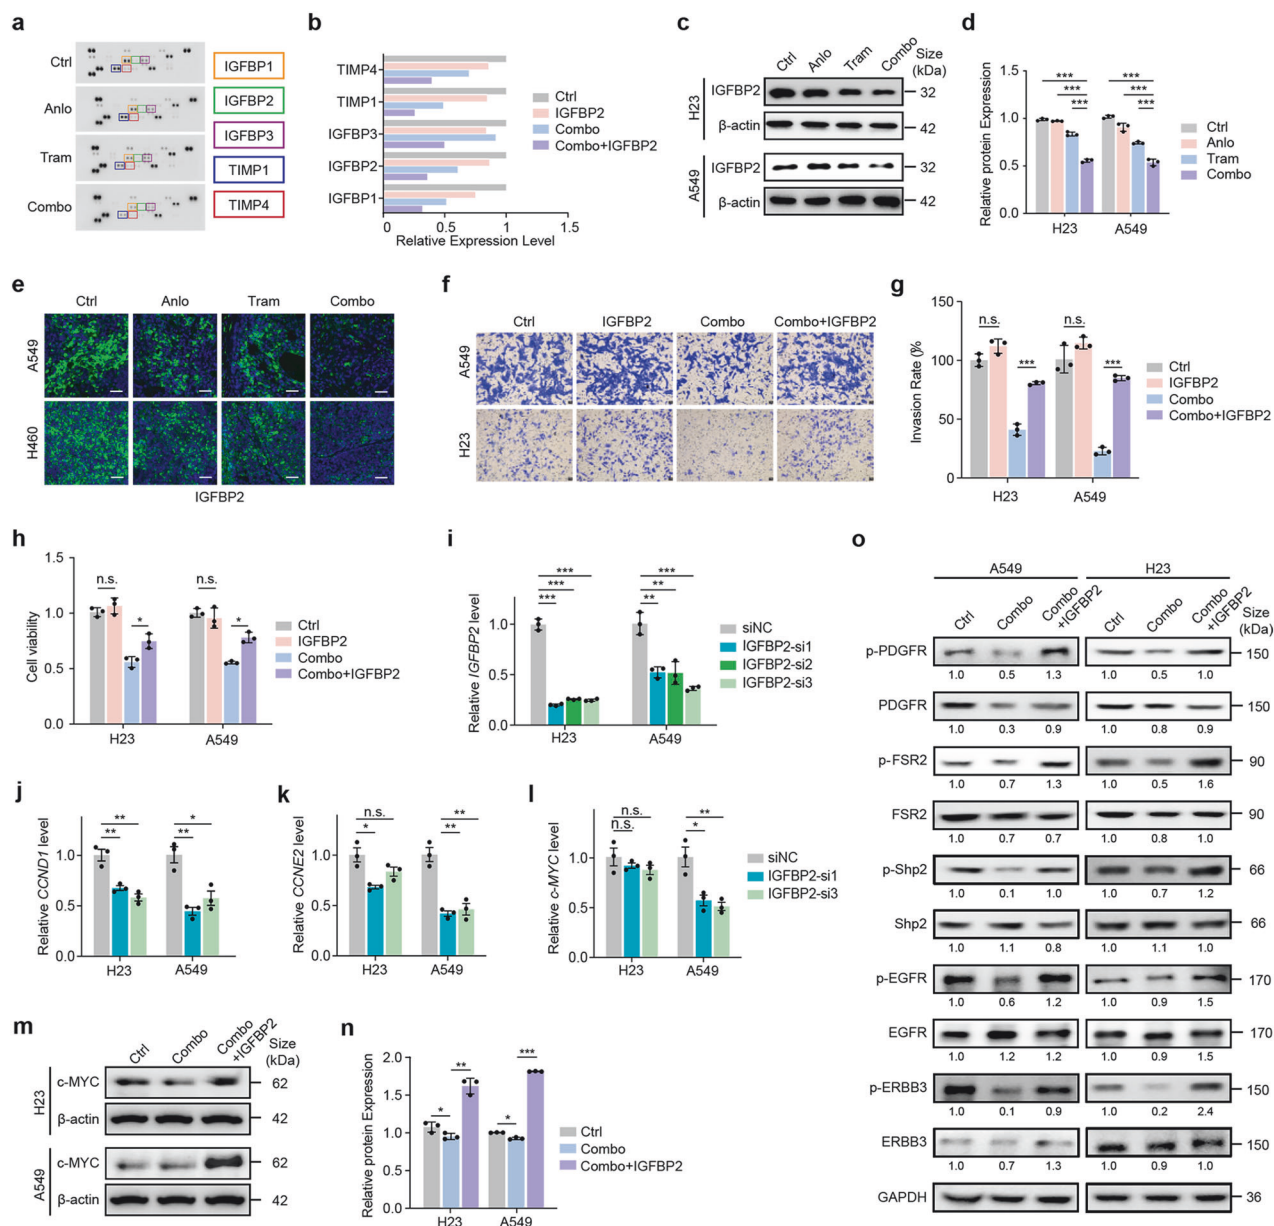 a
Ctrl
Anlo
Tram
Combo
IGFBP1
IGFBP2
IGFBP3
TIMP1
TIMP4
b
TIMP4
TIMP1
IGFBP3
IGFBP2
IGFBP1
0
0.5
1.0
1.5
Relative Expression Level
Ctrl
IGFBP2
Combo
Combo+IGFBP2
c
Ctrl Anlo Tram Combo Size
(kDa)
H23
IGFBP2 32
β-actin 42
A549
IGFBP2 32
β-actin 42
d
Relative protein Expression
1.5
1.0
0.5
0.0
*** ***
*** ***
*** ***
H23 A549
Ctrl
Anlo
Tram
Combo
e
Ctrl Anlo Tram Combo
A549
H460
IGFBP2
f
Ctrl IGFBP2 Combo Combo+IGFBP2
A549
H23
g
Invasion Rate (%
150
100
50
0
n.s. n.s.
*** ***
H23 A549
Ctrl
IGFBP2
Combo
Combo+IGFBP2
h
Cell viability
1.5
1.0
0.5
0.0
n.s. n.s.
* *
H23 A549
Ctrl
IGFBP2
Combo
Combo+IGFBP2
i
Relative IGFBP2 level
1.5
1.0
0.5
0.0
*** ***
*** **
*** **
H23 A549
siNC
IGFBP2-si1
IGFBP2-si2
IGFBP2-si3
j
Relative CCND1 level
1.5
1.0
0.5
0.0
** *
** **
H23 A549
k
Relative CCNE2 level
1.5
1.0
0.5
0.0
n.s. **
* **
H23 A549
l
Relative c-MYC level
1.5
1.0
0.5
0.0
n.s. **
n.s. *
H23 A549
siNC
IGFBP2-si1
IGFBP2-si3
m
Ctrl Combo Combo
+IGFBP2 Size
(kDa)
H23
c-MYC 62
β-actin 42
A549
c-MYC 62
β-actin 42
n
Relative protein Expression
2.0
1.5
1.0
0.0
** ***
* *
H23 A549
Ctrl
Combo
Combo+IGFBP2
o
A549 H23
Ctrl Combo Combo
+IGFBP2 Ctrl Combo Combo
+IGFBP2 Size
(kDa)
p-PDGFR 150
1.0 0.5 1.3 1.0 0.5 1.0
PDGFR 150
1.0 0.3 0.9 1.0 0.8 0.9
p-FSR2 90
1.0 0.7 1.3 1.0 0.5 1.6
FSR2 90
1.0 0.7 0.7 1.0 0.8 1.0
p-Shp2 66
1.0 0.1 1.0 1.0 0.7 1.2
Shp2 66
1.0 1.1 0.8 1.0 1.1 1.0
p-EGFR 170
1.0 0.6 1.2 1.0 0.9 1.5
EGFR 170
1.0 1.2 1.2 1.0 0.9 1.5
p-ERBB3 150
1.0 0.1 0.9 1.0 0.2 2.4
ERBB3 150
1.0 0.7 1.3 1.0 0.9 1.0
GAPDH 36